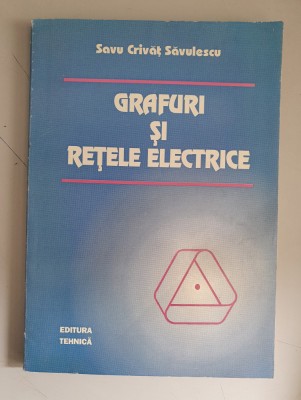 Savu Crivăţ Săvulescu
GRAFURI
ŞI
REŢELE ELECTRICE
EDITURA
TEHNICĂ